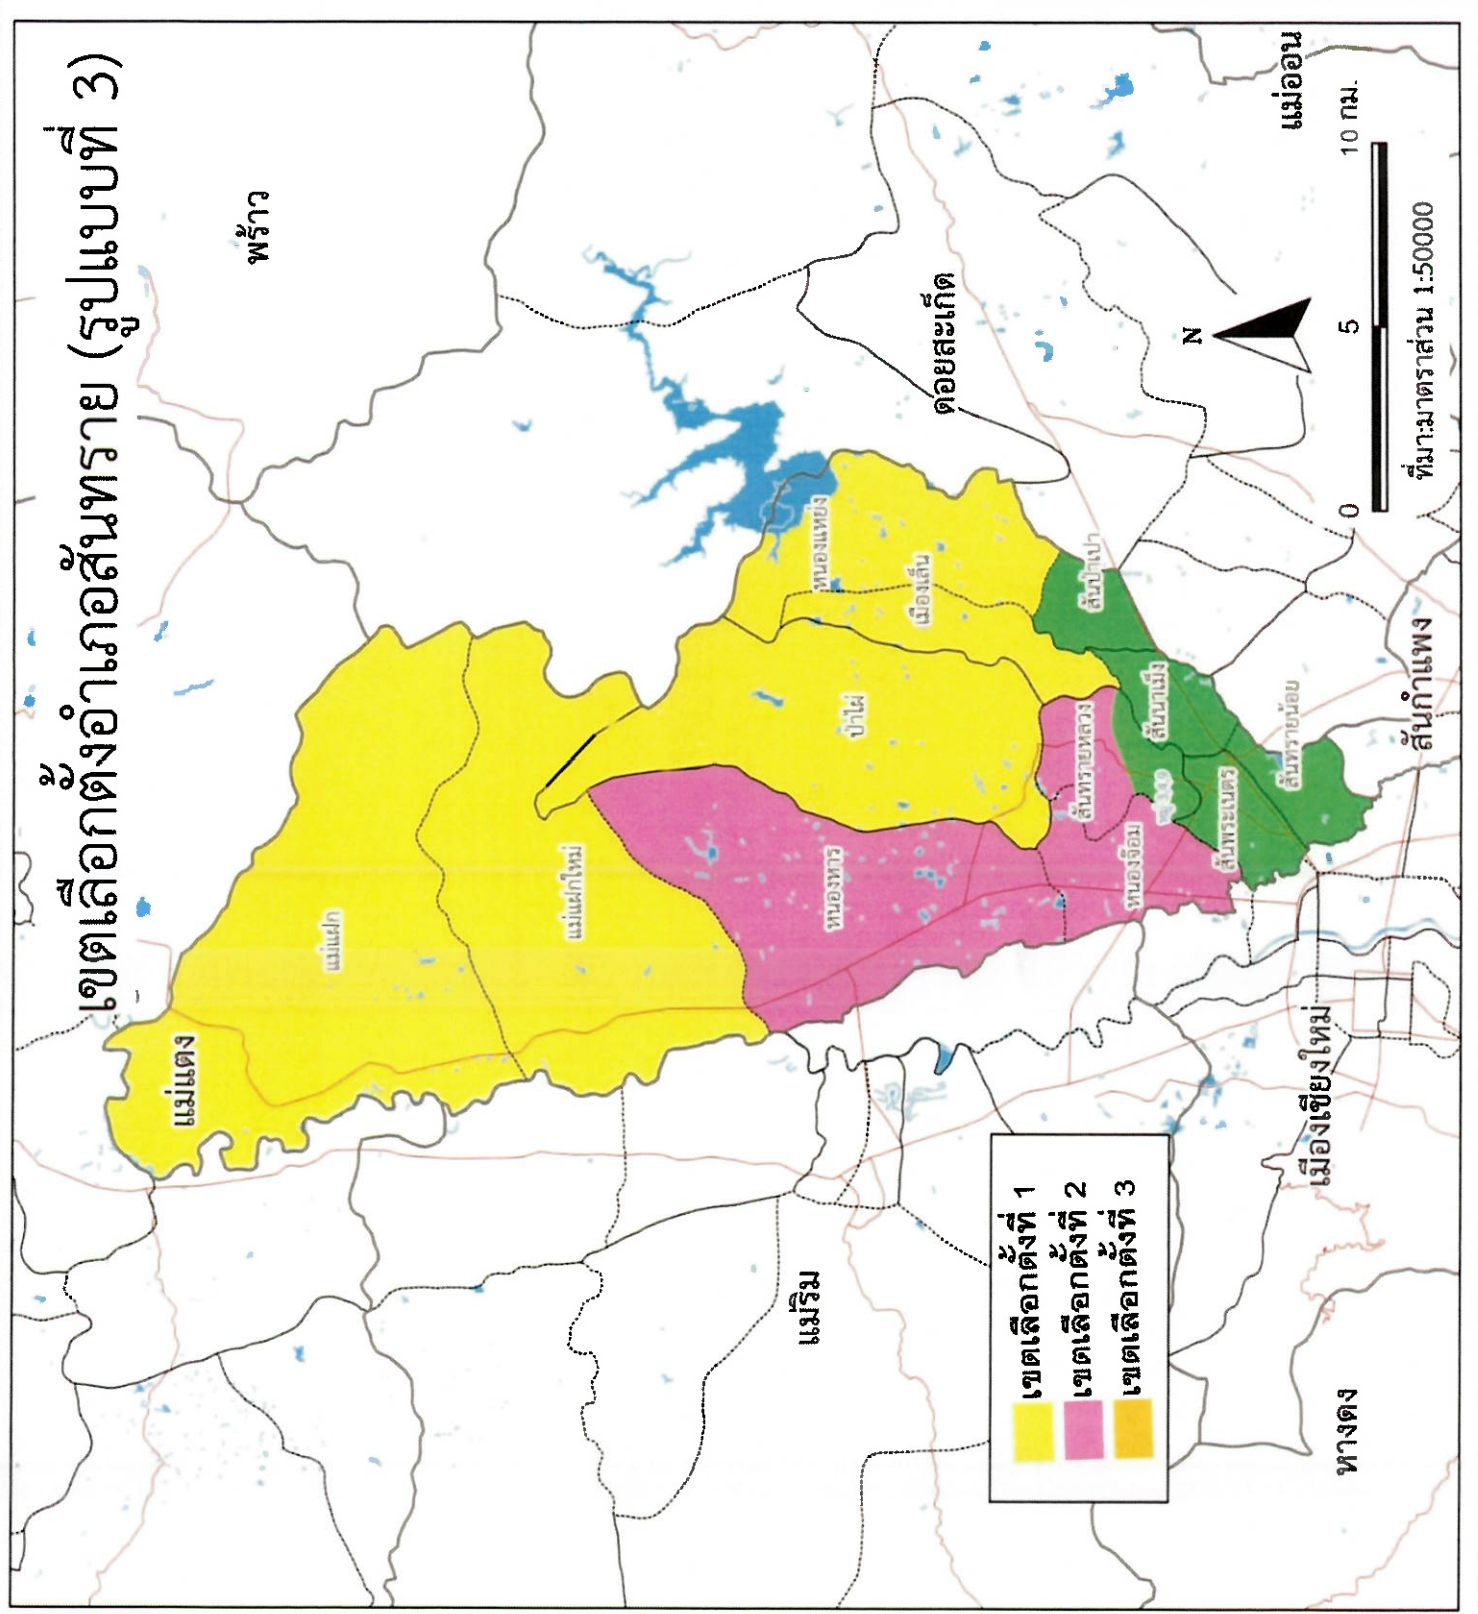 เขตเลือกตั้งอำเภอสันทราย (รูปแบบที่ 3)
พร้าว
แม่แตง
แม่แฝก
แม่แฝกใหม่
หนองแหย่ง
เมืองเล็น
ป่าไผ่
หนองหาร
ดอยสะเก็ด
สันป่าเปา
สันทรายหลวง
สันนาเม็ง
หนองจ๊อม
สันพระเนตร
สันทรายน้อย
แม่ริม
แม่ออน
สันกำแพง
เมืองเชียงใหม่
หางดง
N
0 5 10 กม.
ที่มา:มาตราส่วน 1:50000
เขตเลือกตั้งที่ 1
เขตเลือกตั้งที่ 2
เขตเลือกตั้งที่ 3